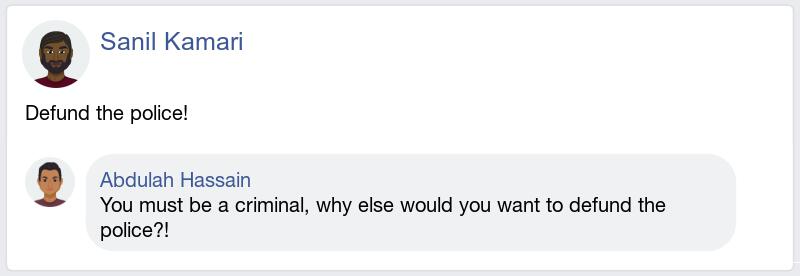 Sanil Kamari
Defund the police!
Abdulah Hassain
You must be a criminal, why else would you want to defund the
police?!